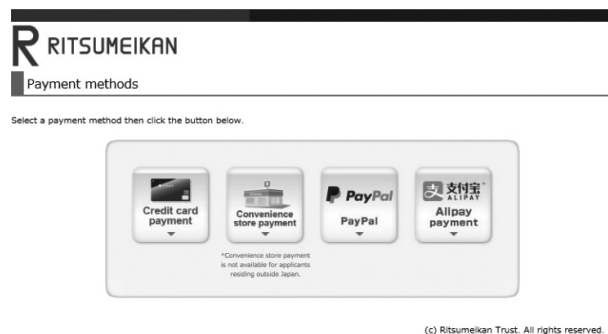 RITSUMEIKAN
Payment methods
Select a payment method then click the button below.
Credit card
payment
Convenience
store payment
*Convenience store payment
is not available for applicants
residing outside Japan.
PayPal
PayPal
支 支付宝
ALIPAY
Alipay
payment
(c) Ritsumeikan Trust. All rights reserved.